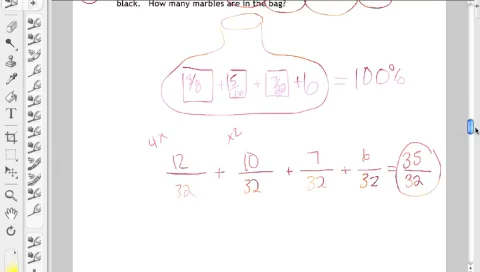 black. How many marbles are in the bag?
3/8 + 5/16 + 7/32 + 6 = 100%
4x x2
12/32 + 10/32 + 7/32 + 6/32 = 35/32